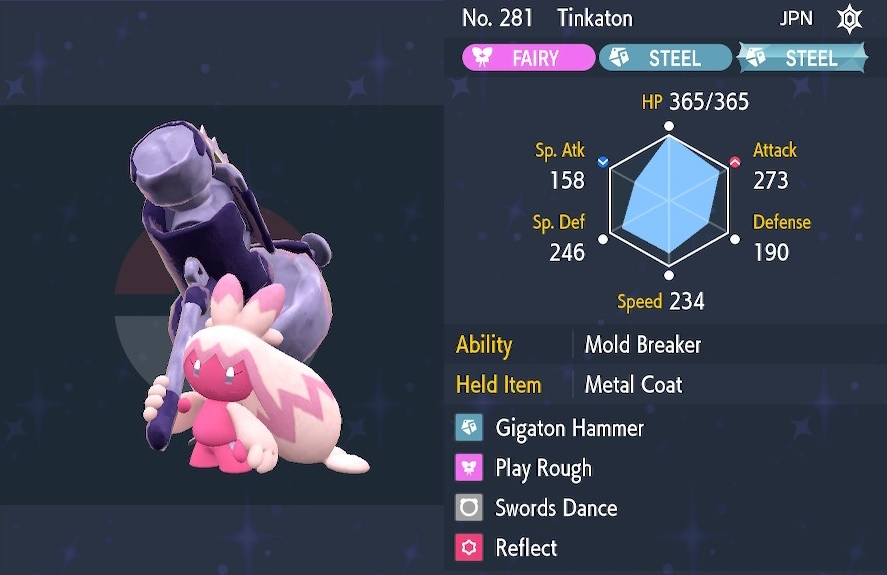 No. 281 Tinkaton JPN
FAIRY STEEL STEEL
HP 365/365
Sp. Atk 158
Attack 273
Sp. Def 246
Defense 190
Speed 234
Ability Mold Breaker
Held Item Metal Coat
Gigaton Hammer
Play Rough
Swords Dance
Reflect